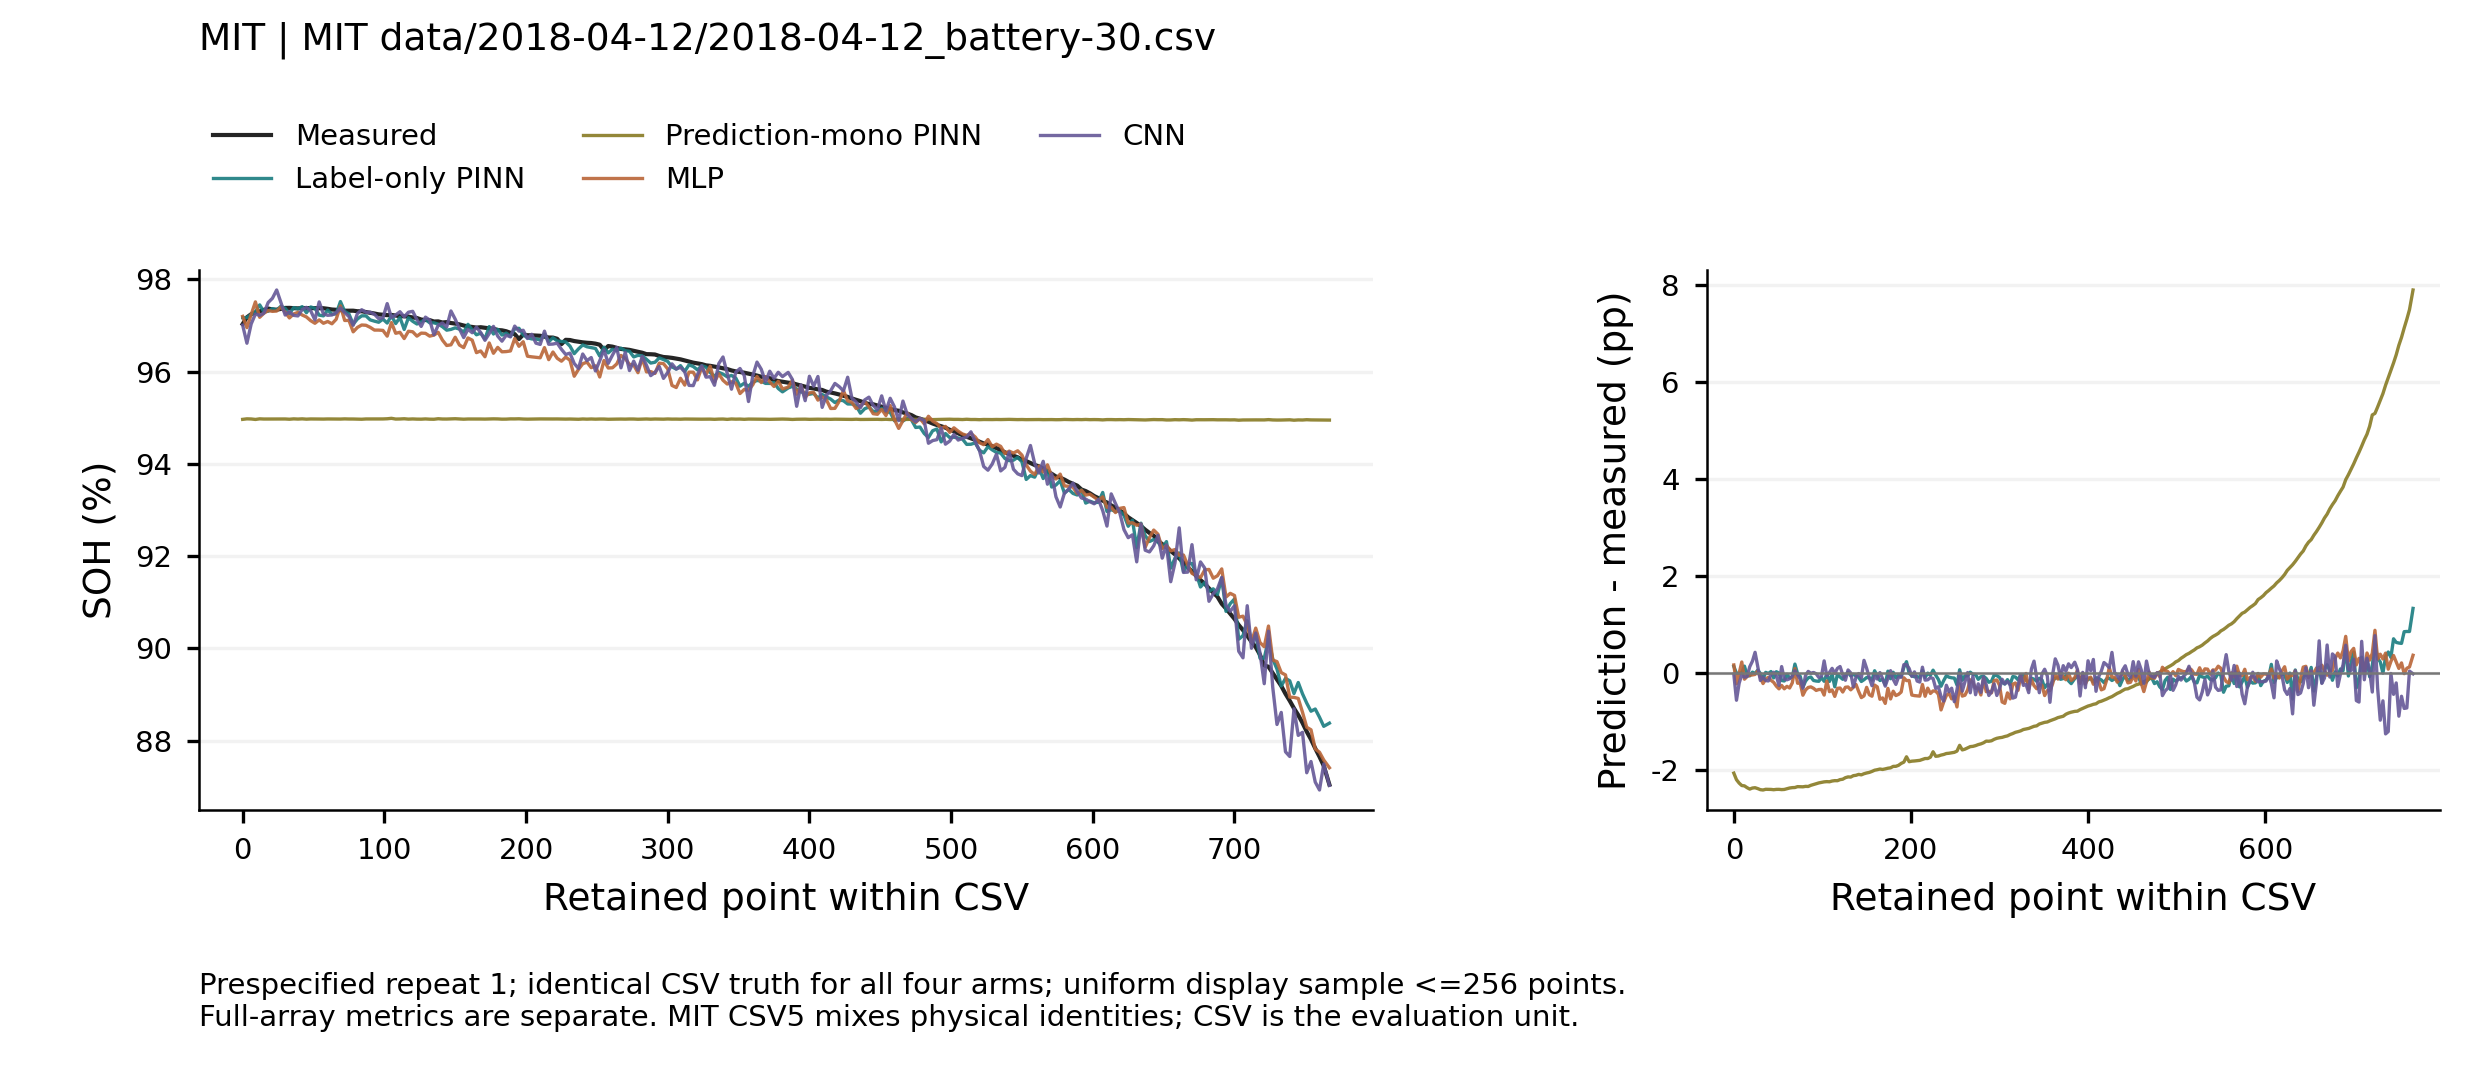 MIT | MIT data/2018-04-12/2018-04-12_battery-30.csv
Measured
Prediction-mono PINN
CNN
Label-only PINN
MLP
SOH (%)
98
96
94
92
90
88
0 100 200 300 400 500 600 700
Retained point within CSV
Prediction - measured (pp)
8
6
4
2
0
-2
0 200 400 600
Retained point within CSV
Prespecified repeat 1; identical CSV truth for all four arms; uniform display sample <=256 points.
Full-array metrics are separate. MIT CSV5 mixes physical identities; CSV is the evaluation unit.